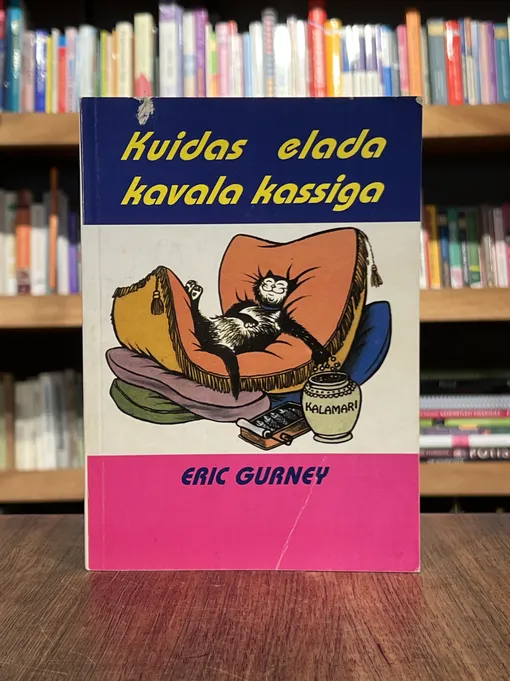 Kuidas elada
kavala kassiga
KALAMARI
ERIC GURNEY